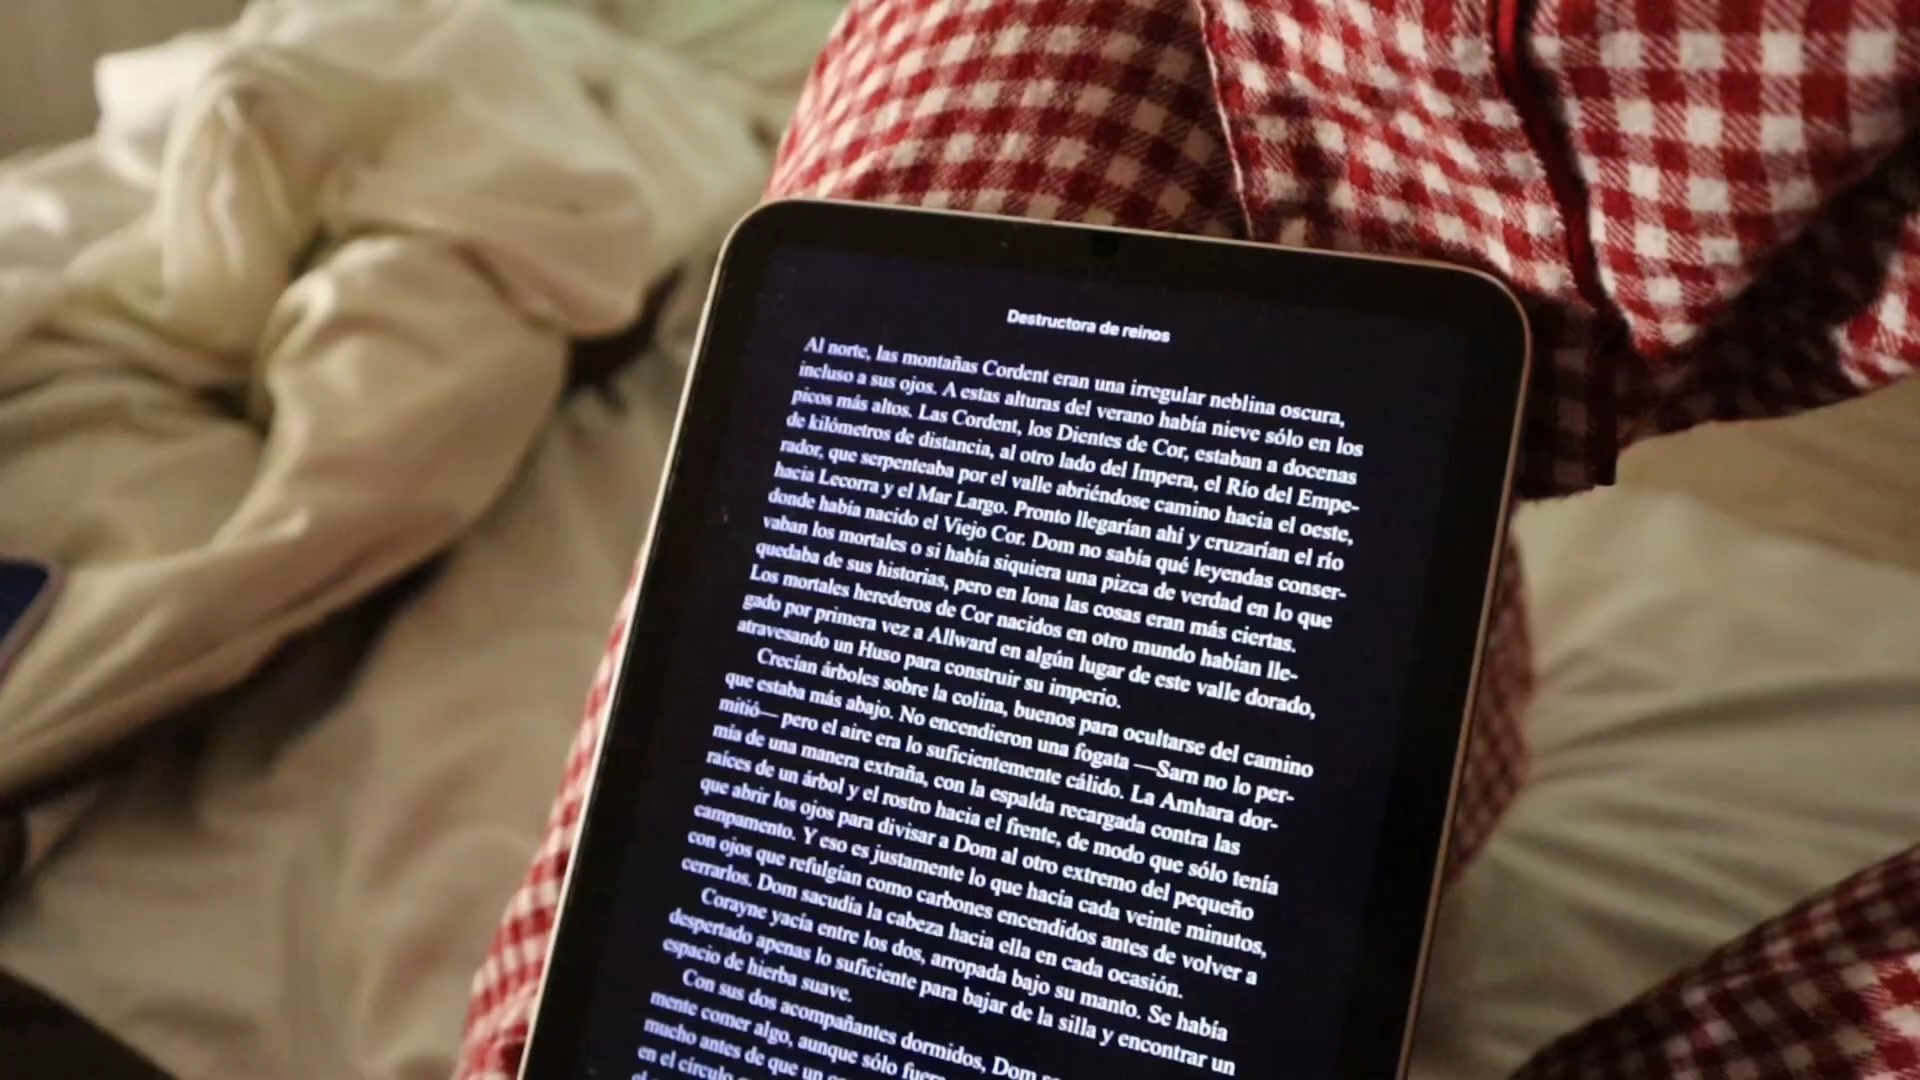 Destructora de reinos
Al norte, las montañas Cordent eran una irregular neblina oscura,
incluso a sus ojos. A estas alturas del verano había nieve sólo en los
picos más altos. Las Cordent, los Dientes de Cor, estaban a docenas
de kilómetros de distancia, al otro lado del Impera, el Río del Empe-
rador, que serpenteaba por el valle abriéndose camino hacia el oeste,
hacia Lecorra y el Mar Largo. Pronto llegarían ahí y cruzarían el río
donde había nacido el Viejo Cor. Dom no sabía qué leyendas conser-
vaban los mortales o si había siquiera una pizca de verdad en lo que
quedaba de sus historias, pero en Iona las cosas eran más ciertas.
Los mortales herederos de Cor nacidos en otro mundo habían lle-
gado por primera vez a Allward en algún lugar de este valle dorado,
atravesando un Huso para construir su imperio.
Crecían árboles sobre la colina, buenos para ocultarse del camino
que estaba más abajo. No encendieron una fogata —Sarn no lo per-
mitió— pero el aire era lo suficientemente cálido. La Amhara dor-
mía de una manera extraña, con la espalda recargada contra las
raíces de un árbol y el rostro hacia el frente, de modo que sólo tenía
que abrir los ojos para divisar a Dom al otro extremo del pequeño
campamento. Y eso es justamente lo que hacía cada veinte minutos,
con ojos que refulgían como carbones encendidos antes de volver a
cerrarlos. Dom sacudía la cabeza hacia ella en cada ocasión.
Corayne yacía entre los dos, arropada bajo su manto. Se había
despertado apenas lo suficiente para bajar de la silla y encontrar un
espacio de hierba suave.
Con sus dos acompañantes dormidos, Dom
mente comer algo, aunque sólo
mucho antes de que un
en el círculo